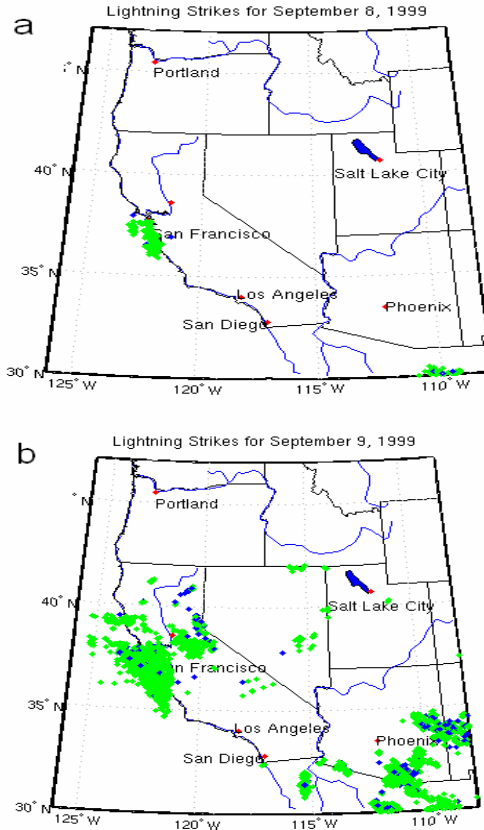 Lightning Strikes for September 8, 1999
a
Portland
40° N
Salt Lake City
San Francisco
35° N
Los Angeles
Phoenix
San Diego
30° N
125° W
120° W
115° W
110° W
Lightning Strikes for September 9, 1999
b
° N
Portland
40° N
Salt Lake City
San Francisco
35° N
Los Angeles
Phoenix
San Diego
30° N
125° W
120° W
115° W
110° W